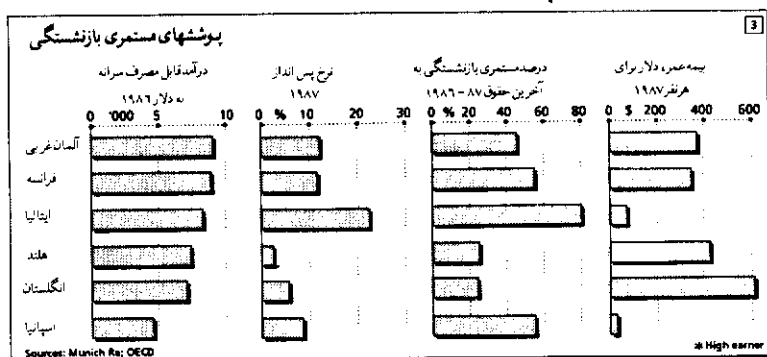 3
پوششهای مستمری بازنشستگی
بیمه عمر، دلار برای
هرنفر ۱۹۸۷
درصد مستمری بازنشستگی به
آخرین حقوق ۸۷ – ۱۹۸۶
نرخ پس انداز
۱۹۸۷
درآمد قابل مصرف سرانه
به دلار ۱۹۸۶
0 '000 5 10
0 % 10 20 30
0 % 20 40 60 80
0 $ 200 400 600
آلمان غربی
فرانسه
ایتالیا
هلند
انگلستان
اسپانیا
Sources: Munich Re; OECD
* High earner